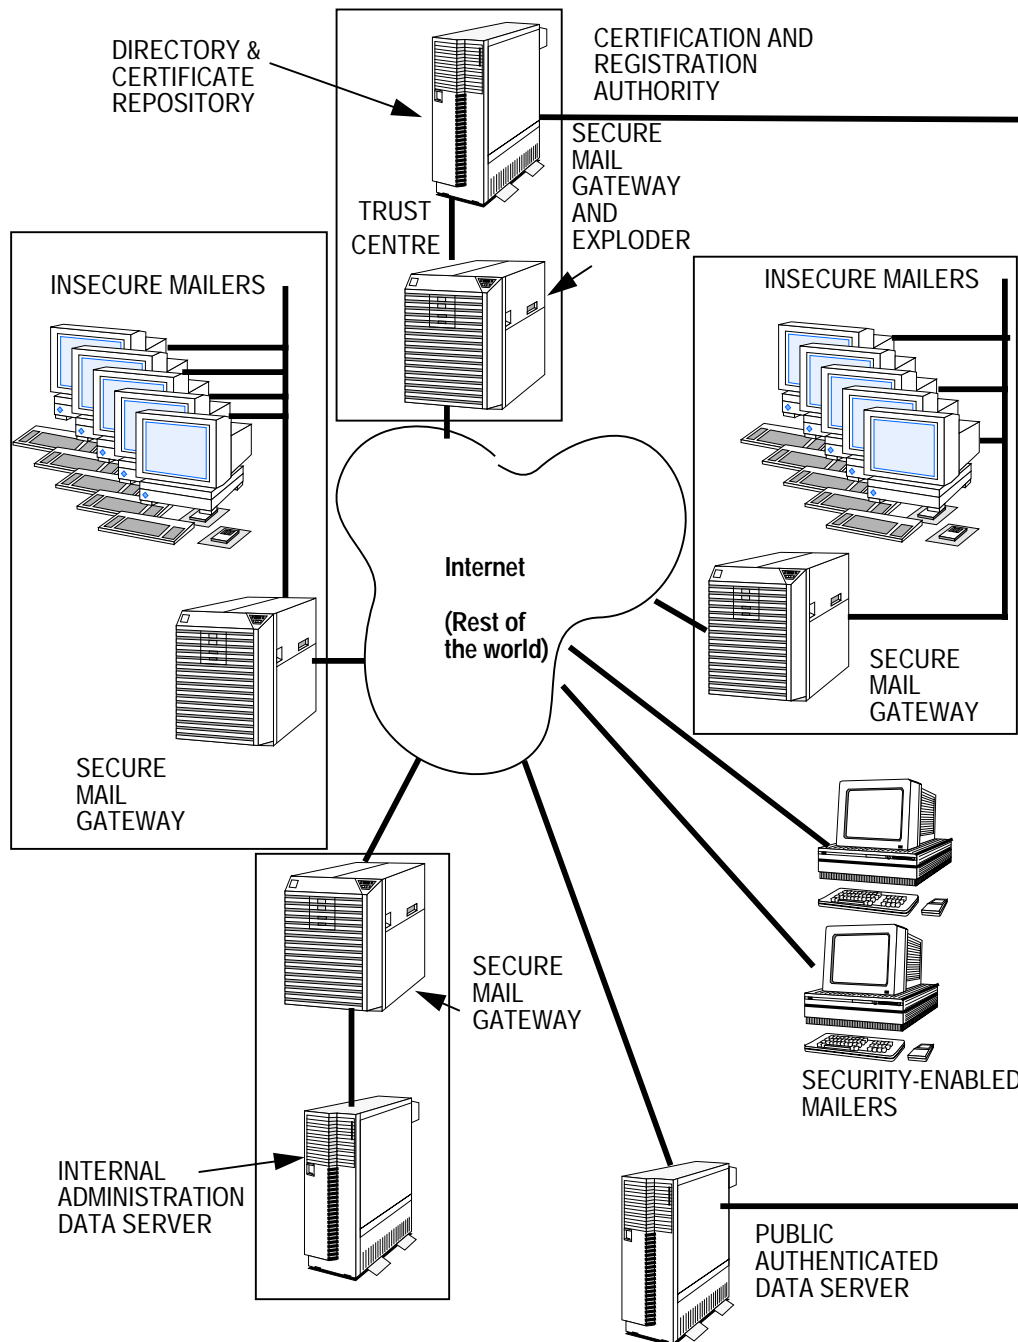 DIRECTORY &
CERTIFICATE
REPOSITORY
CERTIFICATION AND
REGISTRATION
AUTHORITY
SECURE
MAIL
GATEWAY
AND
EXPLODER
TRUST
CENTRE
INSECURE MAILERS
INSECURE MAILERS
Internet
(Rest of
the world)
SECURE
MAIL
GATEWAY
SECURE
MAIL
GATEWAY
SECURE
MAIL
GATEWAY
SECURITY-ENABLED
MAILERS
INTERNAL
ADMINISTRATION
DATA SERVER
PUBLIC
AUTHENTICATED
DATA SERVER